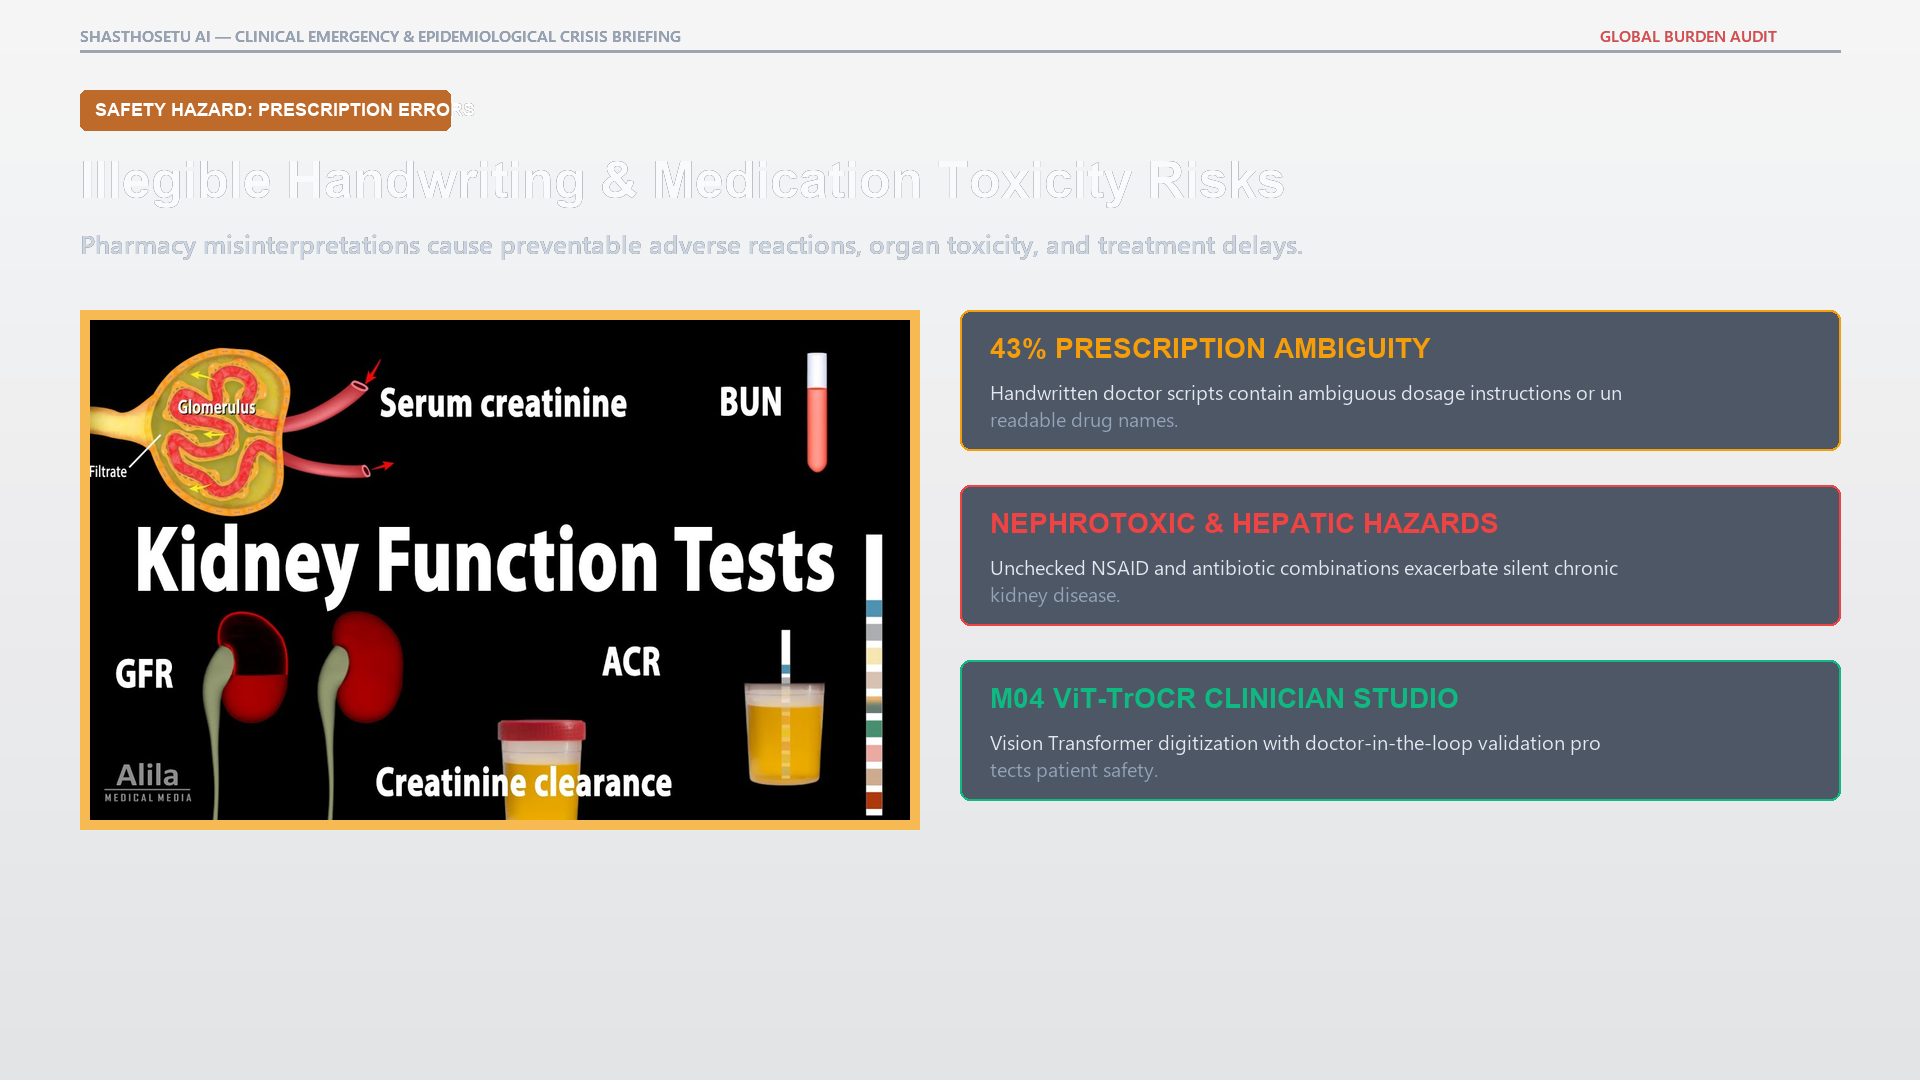 SHASTHOSETU AI — CLINICAL EMERGENCY & EPIDEMIOLOGICAL CRISIS BRIEFING
GLOBAL BURDEN AUDIT
SAFETY HAZARD: PRESCRIPTION ERRORS
Illegible Handwriting & Medication Toxicity Risks
Pharmacy misinterpretations cause preventable adverse reactions, organ toxicity, and treatment delays.
Glomerulus
Serum creatinine
BUN
Filtrate
Kidney Function Tests
GFR
ACR
Creatinine clearance
Alila
MEDICAL MEDIA
43% PRESCRIPTION AMBIGUITY
Handwritten doctor scripts contain ambiguous dosage instructions or un
readable drug names.
NEPHROTOXIC & HEPATIC HAZARDS
Unchecked NSAID and antibiotic combinations exacerbate silent chronic
kidney disease.
M04 ViT-TrOCR CLINICIAN STUDIO
Vision Transformer digitization with doctor-in-the-loop validation pro
tects patient safety.